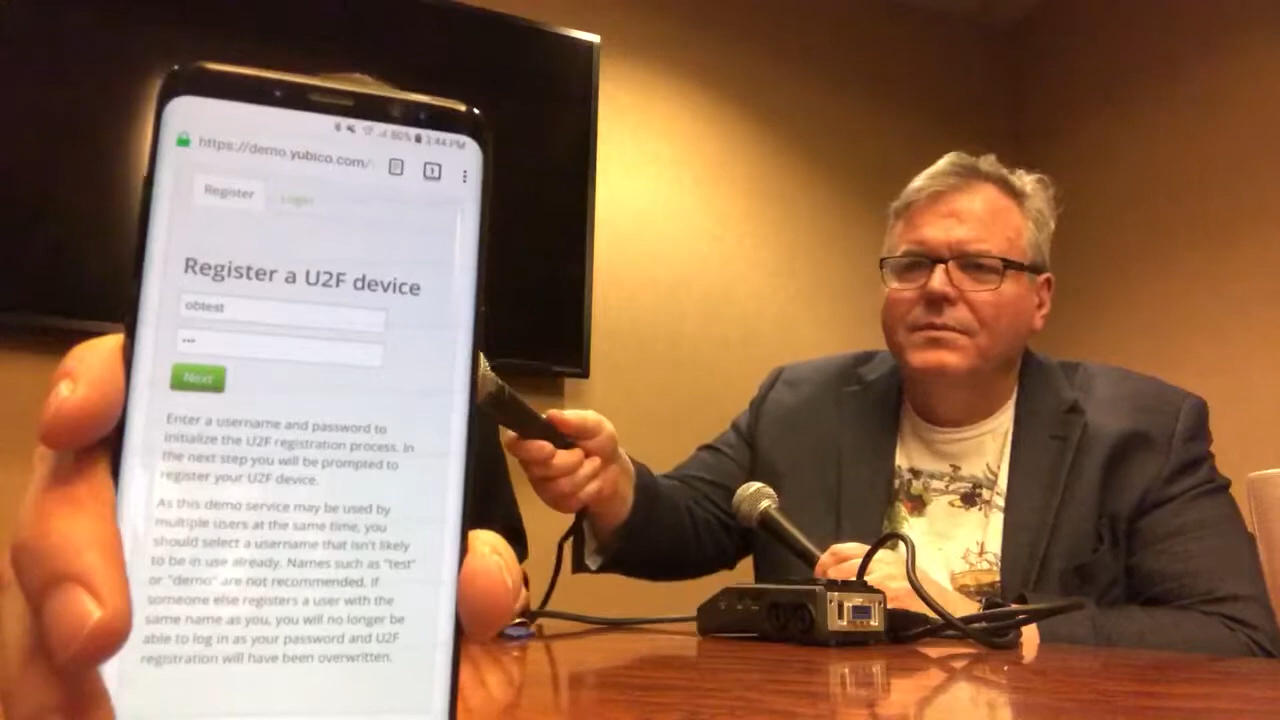 80% 3:44 PM
https://demo.yubico.com/
1
Register Login
Register a U2F device
obtest
•••
Next
Enter a username and password to
initialize the U2F registration process. In
the next step you will be prompted to
register your U2F device.
As this demo service may be used by
multiple users at the same time, you
should select a username that isn't likely
to be in use already. Names such as "test"
or "demo" are not recommended. If
someone else registers a user with the
same name as you, you will no longer be
able to log in as your password and U2F
registration will have been overwritten.